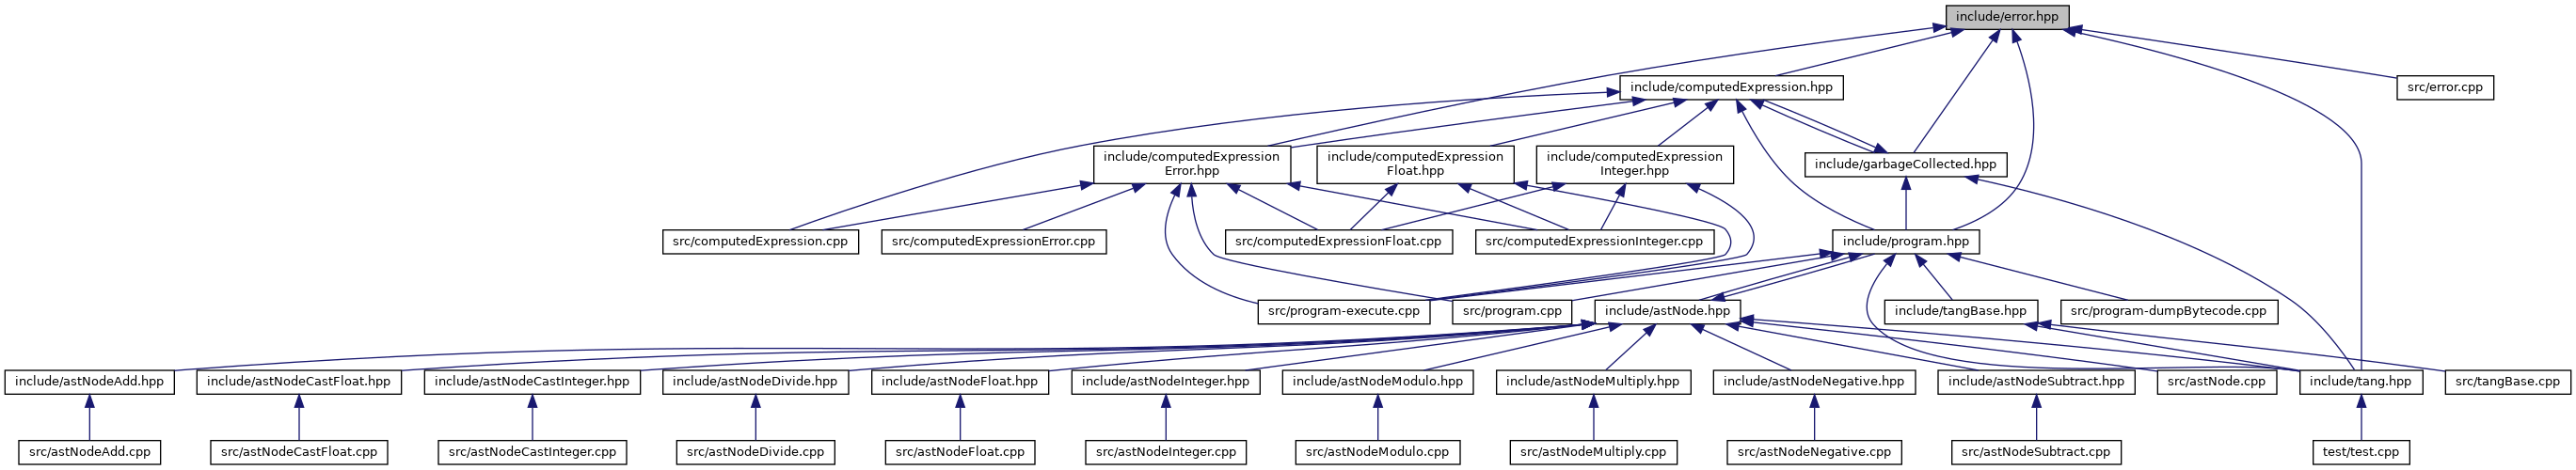 include/error.hpp
include/computedExpression.hpp
src/error.cpp
include/computedExpression
Error.hpp
include/computedExpression
Float.hpp
include/computedExpression
Integer.hpp
include/garbageCollected.hpp
src/computedExpression.cpp
src/computedExpressionError.cpp
src/computedExpressionFloat.cpp
src/computedExpressionInteger.cpp
include/program.hpp
src/program-execute.cpp
src/program.cpp
include/astNode.hpp
include/tangBase.hpp
src/program-dumpBytecode.cpp
include/astNodeAdd.hpp
include/astNodeCastFloat.hpp
include/astNodeCastInteger.hpp
include/astNodeDivide.hpp
include/astNodeFloat.hpp
include/astNodeInteger.hpp
include/astNodeModulo.hpp
include/astNodeMultiply.hpp
include/astNodeNegative.hpp
include/astNodeSubtract.hpp
src/astNode.cpp
include/tang.hpp
src/tangBase.cpp
src/astNodeAdd.cpp
src/astNodeCastFloat.cpp
src/astNodeCastInteger.cpp
src/astNodeDivide.cpp
src/astNodeFloat.cpp
src/astNodeInteger.cpp
src/astNodeModulo.cpp
src/astNodeMultiply.cpp
src/astNodeNegative.cpp
src/astNodeSubtract.cpp
test/test.cpp